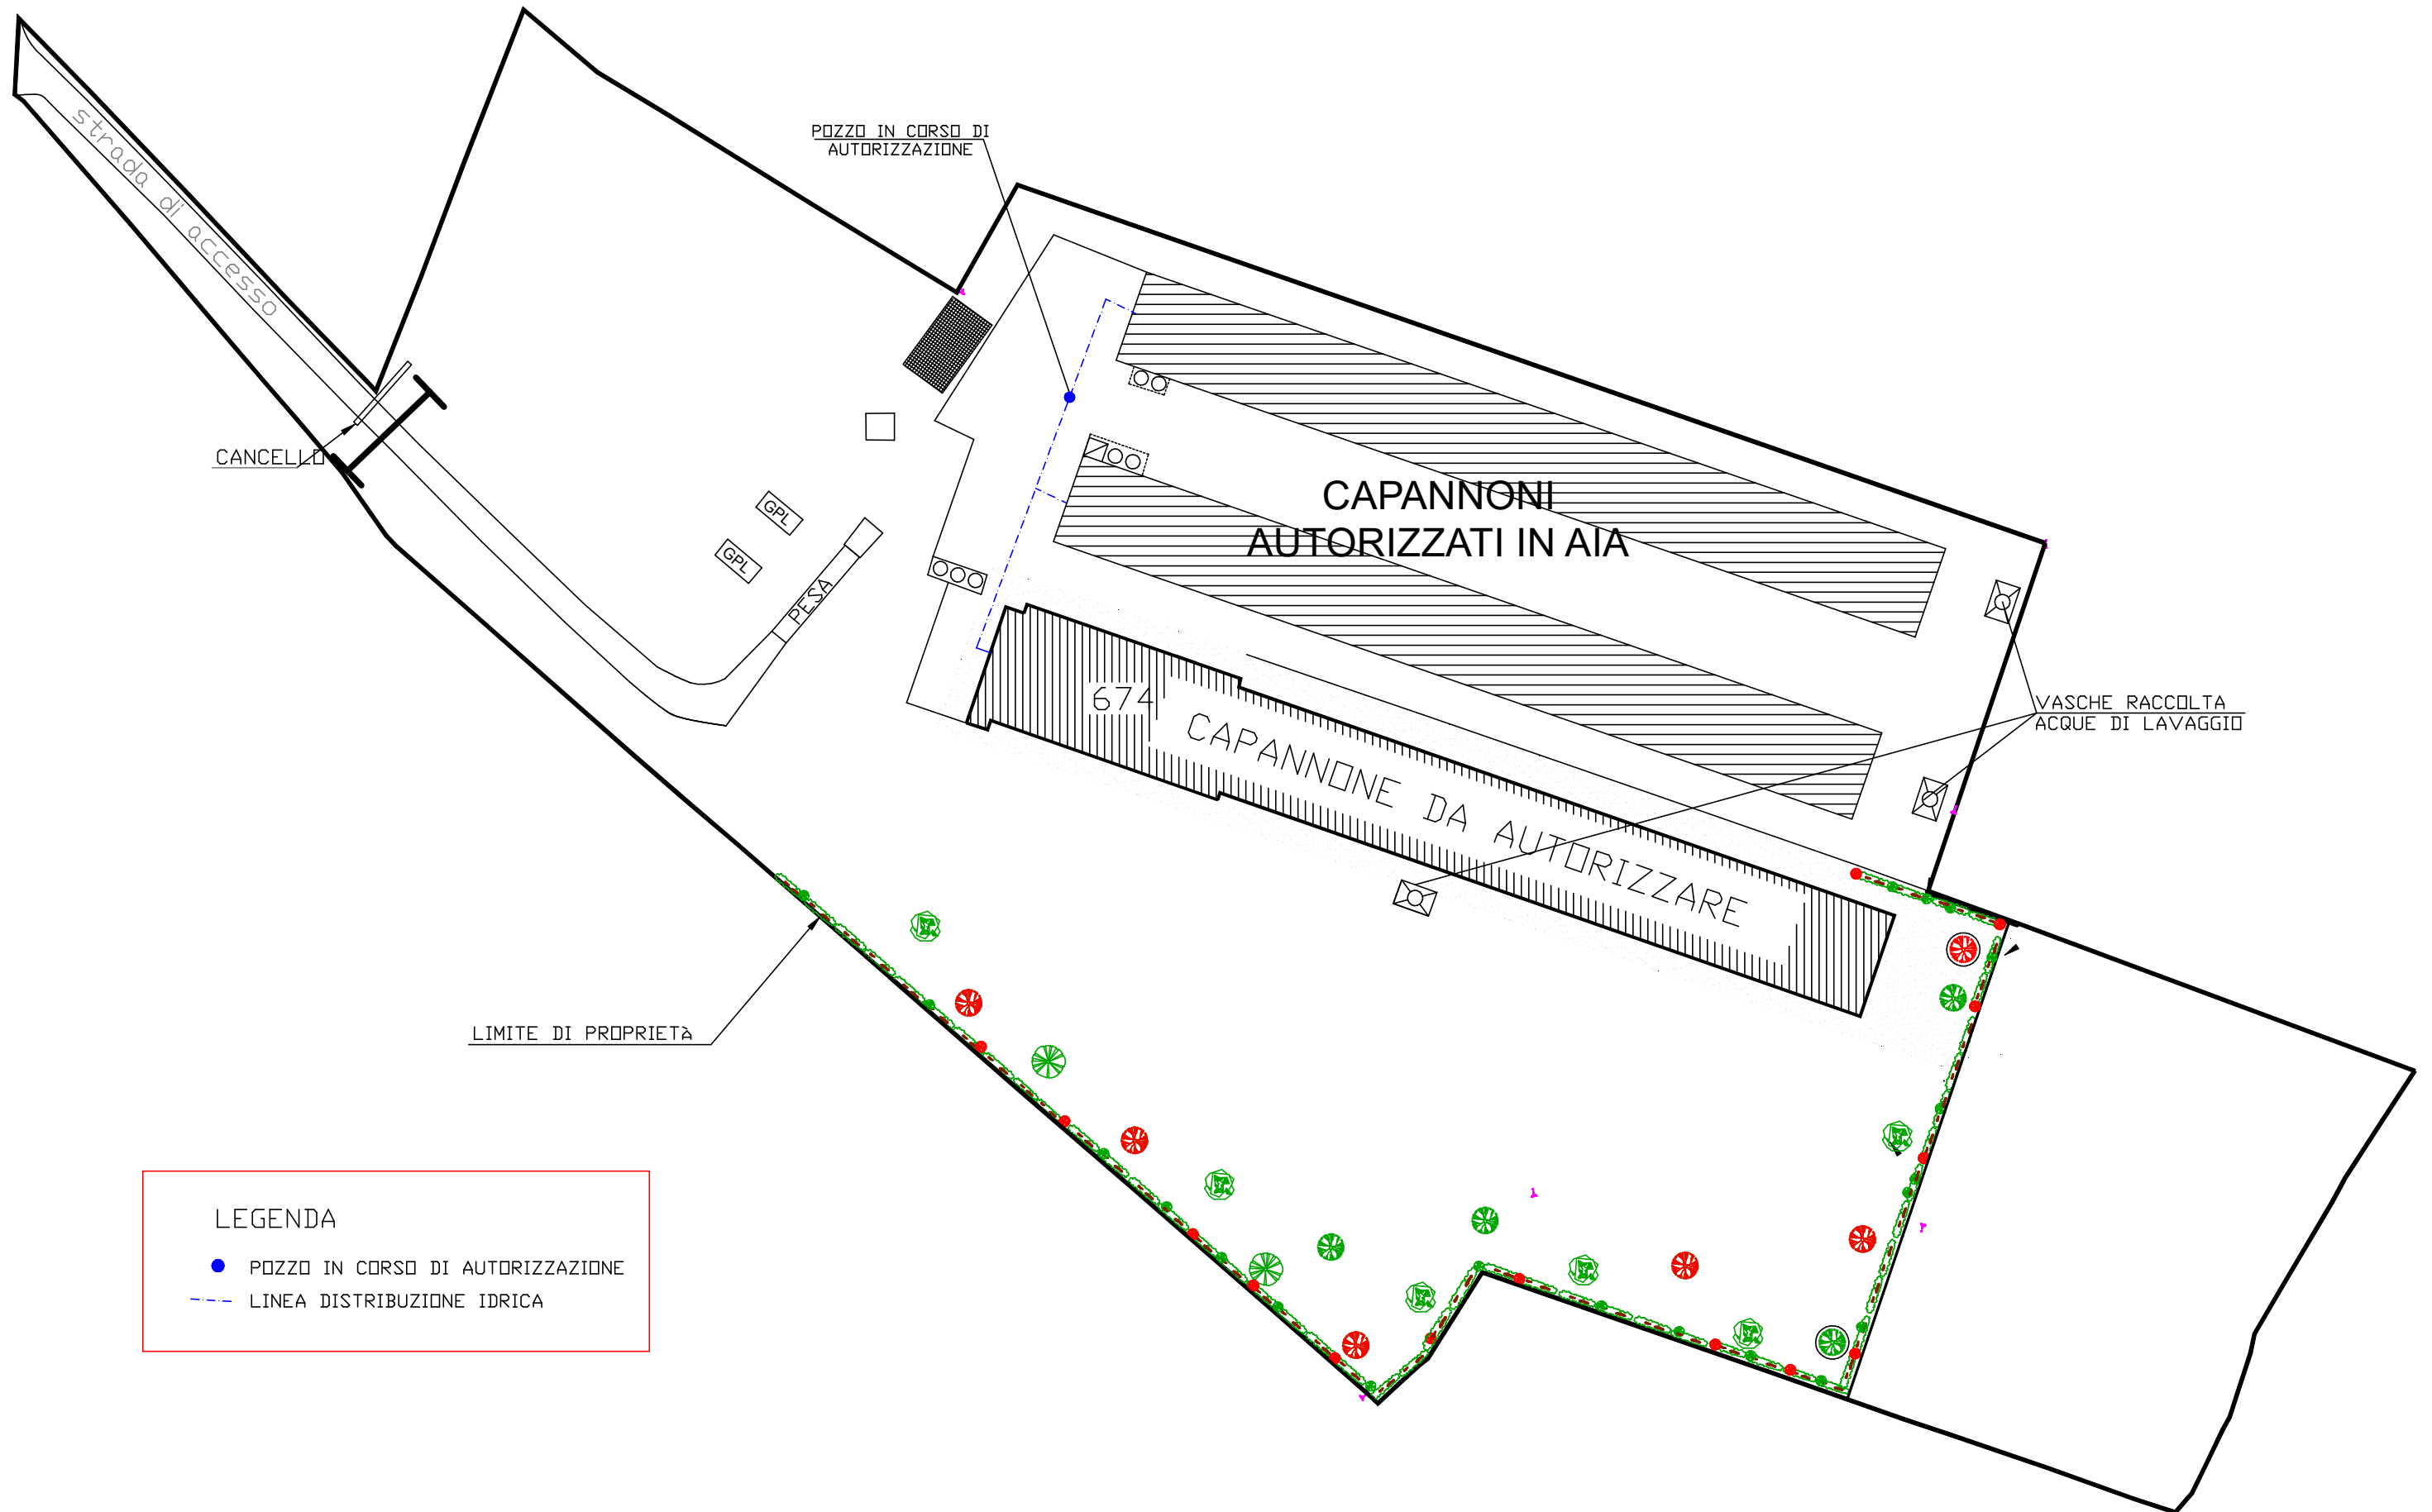 strada di accesso
POZZO IN CORSO DI
AUTORIZZAZIONE
CANCELLO
GPL
GPL
PESA
CAPANNONI
AUTORIZZATI IN AIA
674
CAPANNONE DA AUTORIZZARE
VASCHE RACCOLTA
ACQUE DI LAVAGGIO
LIMITE DI PROPRIETà
LEGENDA
POZZO IN CORSO DI AUTORIZZAZIONE
LINEA DISTRIBUZIONE IDRICA